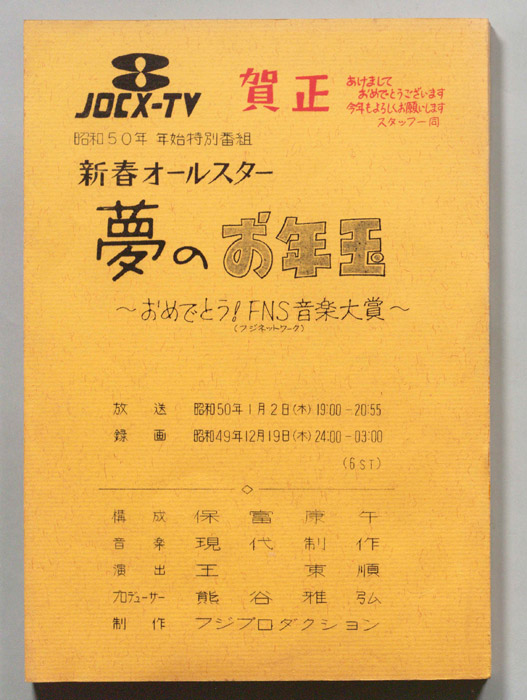 8
JOCX-TV
賀正
あけまして
おめでとうございます
今年もよろしくお願いします
スタッフ一同
昭和50年 年始特別番組
新春オールスター
夢のお年玉
〜おめでとう!FNS音楽大賞〜
(フジネットワーク)
放送 昭和50年1月2日(木)19:00-20:55
録画 昭和49年12月19日(木)24:00-03:00
(6ST)
構成 保富康午
音楽 現代制作
演出 王東順
プロデューサー 熊谷雅弘
制作 フジプロダクション